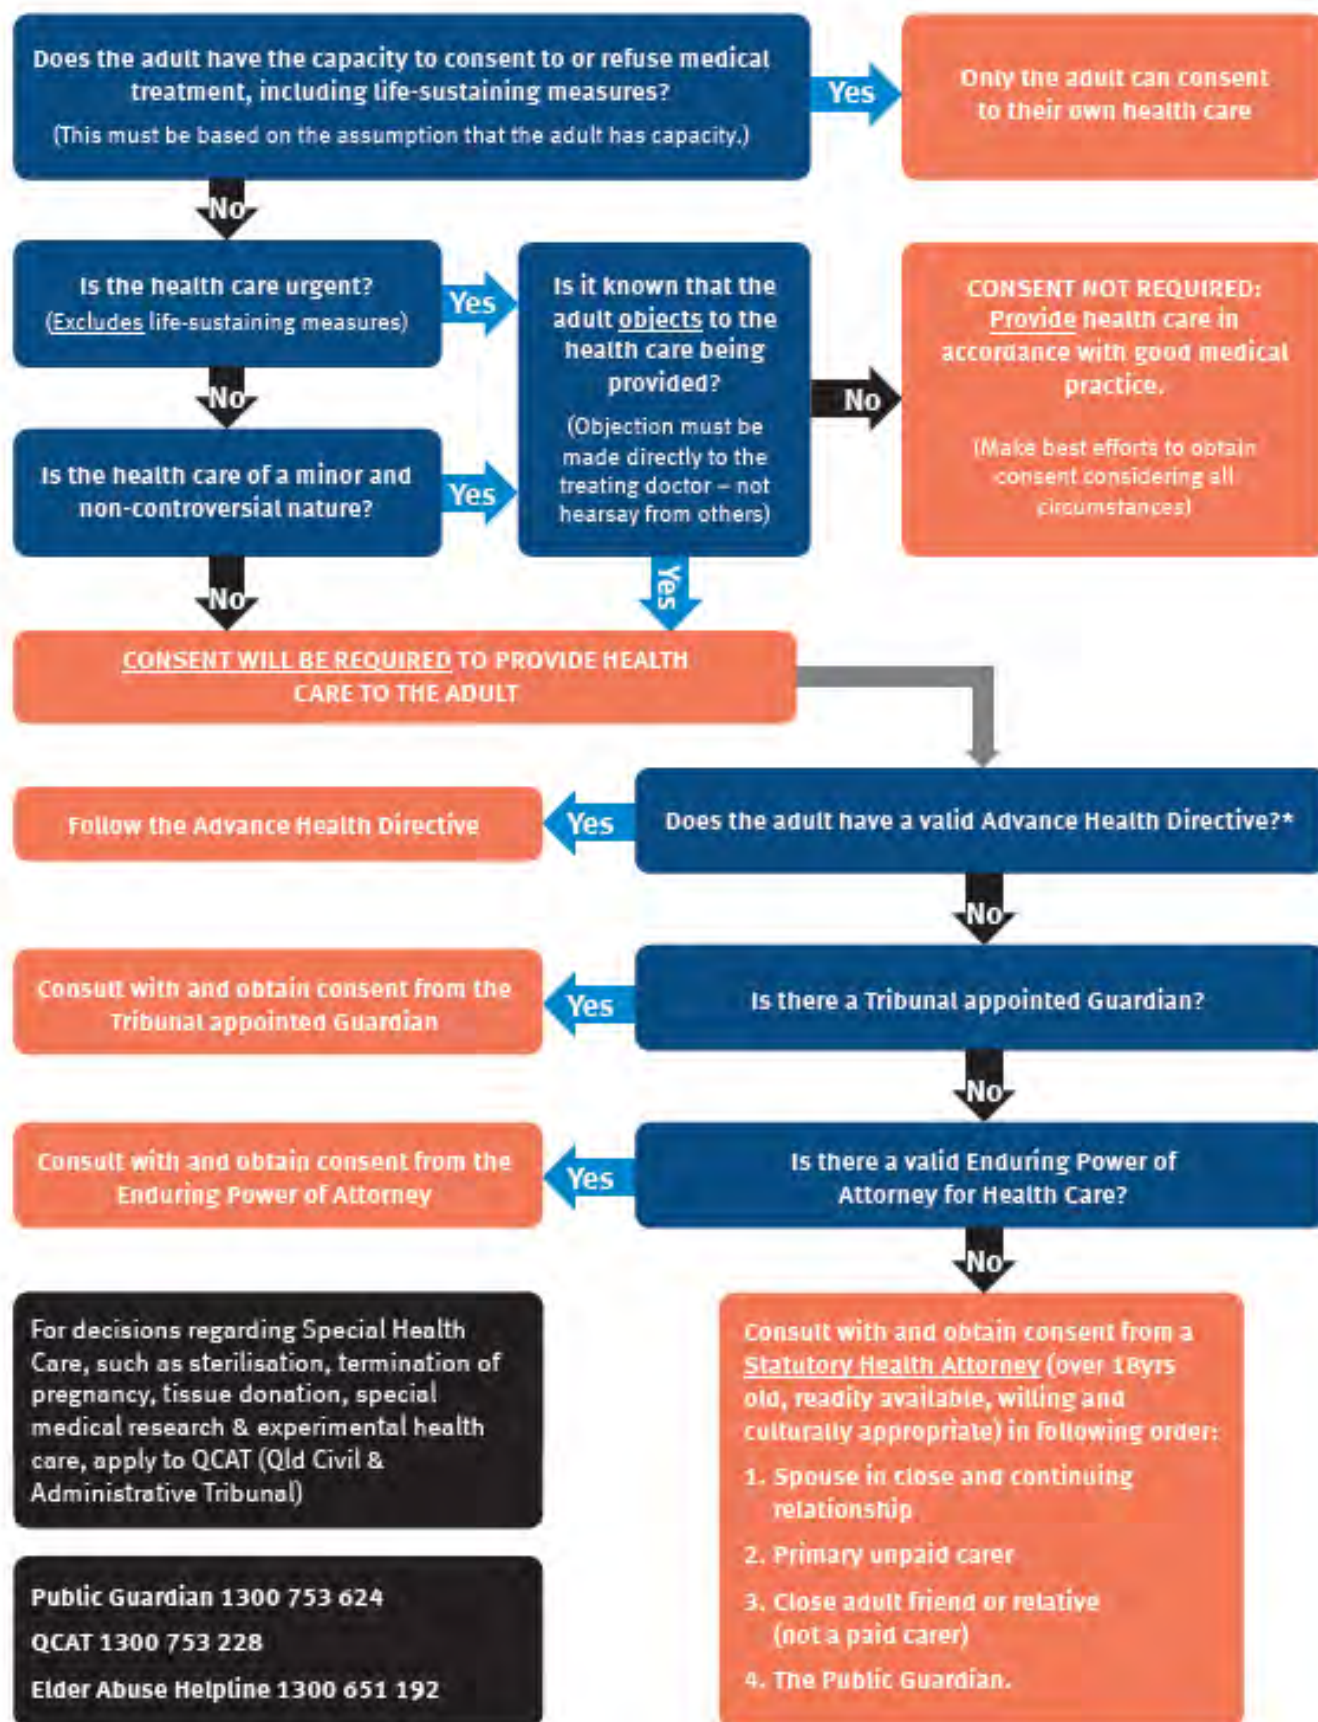 Does the adult have the capacity to consent to or refuse medical
treatment, including life-sustaining measures?
(This must be based on the assumption that the adult has capacity.)
Yes
Only the adult can consent
to their own health care
No
Is the health care urgent?
(Excludes life-sustaining measures)
Yes
Is it known that the
adult objects to the
health care being
provided?
(Objection must be
made directly to the
treating doctor – not
hearsay from others)
No
CONSENT NOT REQUIRED:
Provide health care in
accordance with good medical
practice.
(Make best efforts to obtain
consent considering all
circumstances)
No
Is the health care of a minor and
non-controversial nature?
Yes
No
Yes
CONSENT WILL BE REQUIRED TO PROVIDE HEALTH
CARE TO THE ADULT
Does the adult have a valid Advance Health Directive?*
Yes
Follow the Advance Health Directive
No
Is there a Tribunal appointed Guardian?
Yes
Consult with and obtain consent from the
Tribunal appointed Guardian
No
Is there a valid Enduring Power of
Attorney for Health Care?
Yes
Consult with and obtain consent from the
Enduring Power of Attorney
No
Consult with and obtain consent from a
Statutory Health Attorney (over 18yrs
old, readily available, willing and
culturally appropriate) in following order:
1. Spouse in close and continuing
relationship
2. Primary unpaid carer
3. Close adult friend or relative
(not a paid carer)
4. The Public Guardian.
For decisions regarding Special Health
Care, such as sterilisation, termination of
pregnancy, tissue donation, special
medical research & experimental health
care, apply to QCAT (Qld Civil &
Administrative Tribunal)
Public Guardian 1300 753 624
QCAT 1300 753 228
Elder Abuse Helpline 1300 651 192